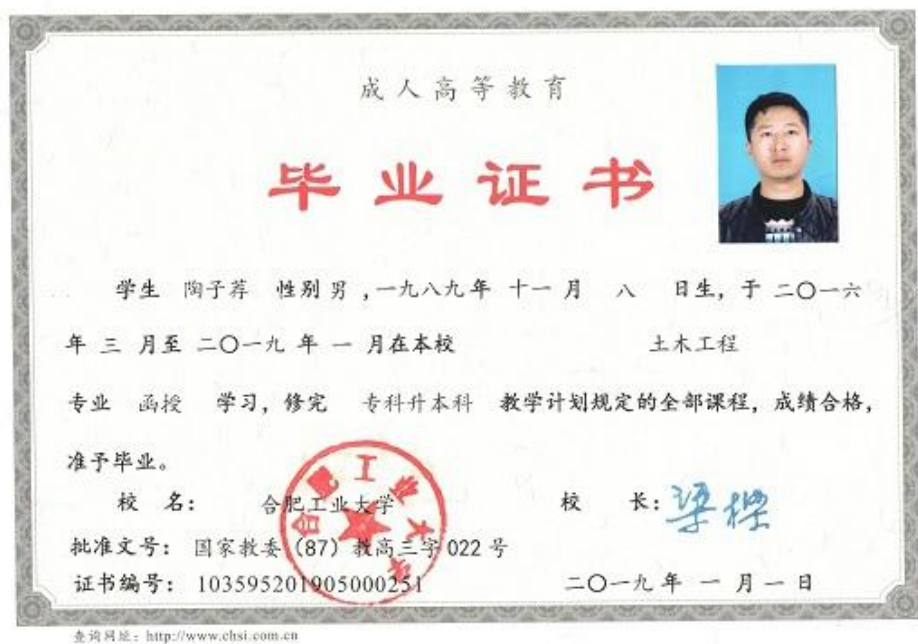 成人高等教育
毕业证书
学生 陶子荐 性别 男 ,一九八九年 十一 月 八 日生, 于 二〇一六
年 三 月至 二〇一九 年 一 月在本校 土木工程
专业 函授 学习, 修完 专科升本科 教学计划规定的全部课程, 成绩合格,
准予毕业。
校 名: 合肥工业大学 校 长: 梁樑
合肥工业大学
批准文号: 国家教委 (87) 教高三字 022 号
证书编号: 103595201905000251 二〇一九 年 一 月 一 日
查询网址: http://www.chsi.com.cn